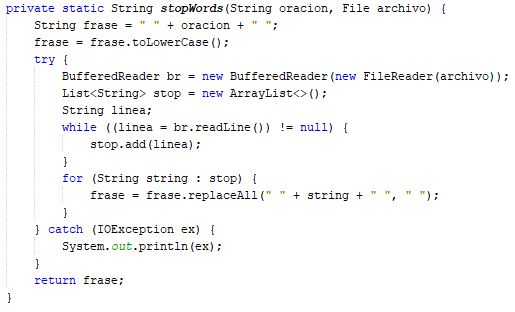 private static String stopWords(String oracion, File archivo) {
    String frase = " " + oracion + " ";
    frase = frase.toLowerCase();
    try {
        BufferedReader br = new BufferedReader(new FileReader(archivo));
        List<String> stop = new ArrayList<>();
        String linea;
        while ((linea = br.readLine()) != null) {
            stop.add(linea);
        }
        for (String string : stop) {
            frase = frase.replaceAll(" " + string + " ", " ");
        }
    } catch (IOException ex) {
        System.out.println(ex);
    }
    return frase;
}